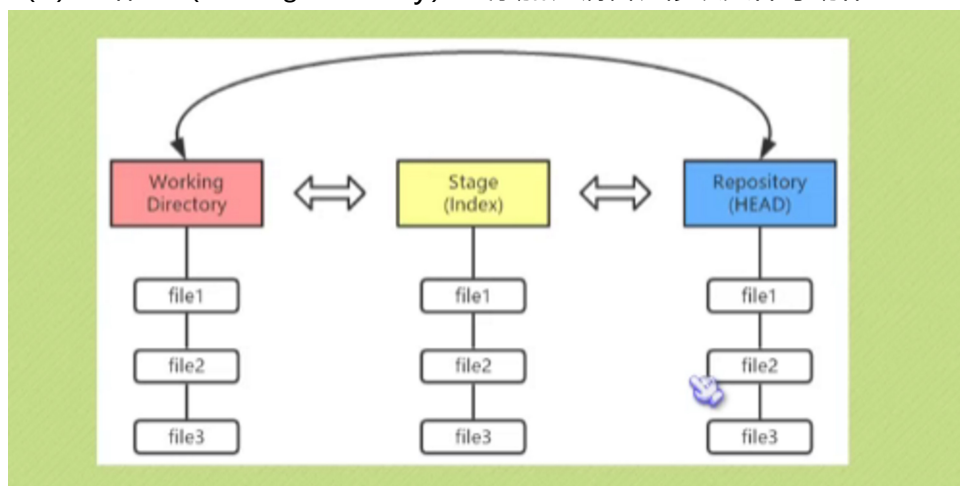 Working
Directory
Stage
(Index)
Repository
(HEAD)
file1
file1
file1
file2
file2
file2
file3
file3
file3